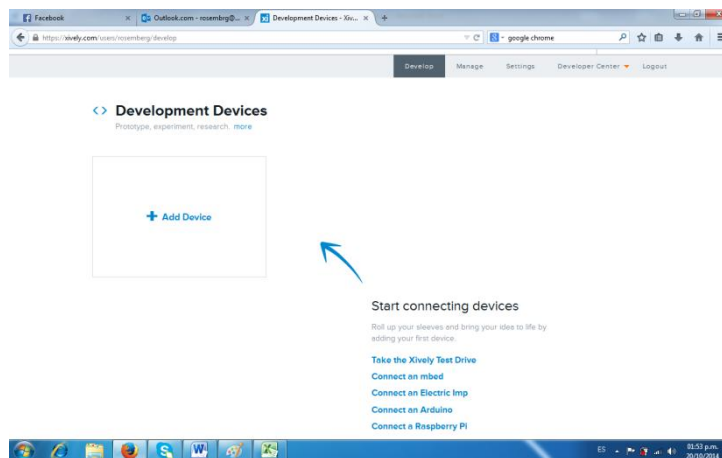 Facebook
Outlook.com - rosembrg@...
Development Devices - Xiv...
https://xively.com/users/rosemberg/develop
google chrome
Develop Manage Settings Developer Center Logout
<> Development Devices
Prototype, experiment, research. more
+ Add Device
Start connecting devices
Roll up your sleeves and bring your idea to life by
adding your first device.
Take the Xively Test Drive
Connect an mbed
Connect an Electric Imp
Connect an Arduino
Connect a Raspberry Pi
ES
01:53 p.m.
20/10/2014